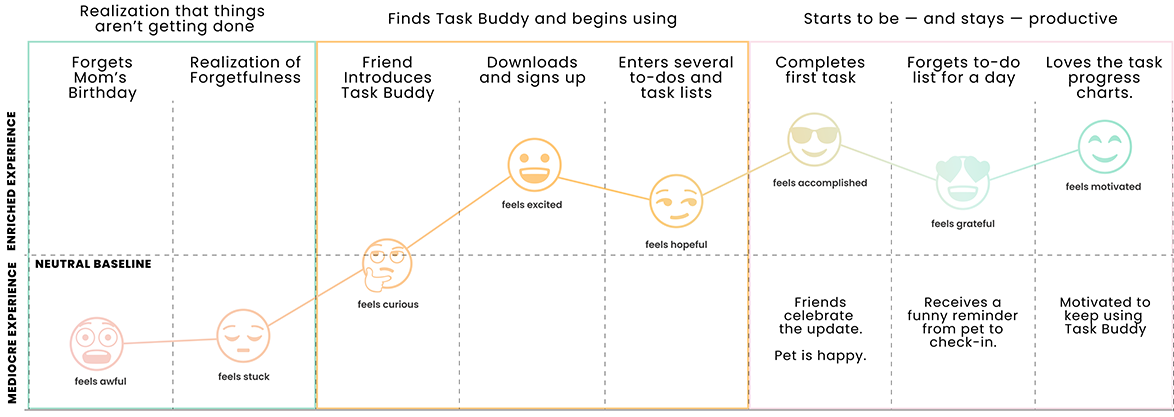 Realization that things
aren't getting done
Finds Task Buddy and begins using
Starts to be — and stays — productive
Forgets
Mom's
Birthday
Realization of
Forgetfulness
Friend
Introduces
Task Buddy
Downloads
and signs up
Enters several
to-dos and
task lists
Completes
first task
Forgets to-do
list for a day
Loves the task
progress
charts.
ENRICHED EXPERIENCE
MEDIOCRE EXPERIENCE
NEUTRAL BASELINE
feels awful
feels stuck
feels curious
feels excited
feels hopeful
feels accomplished
feels grateful
feels motivated
Friends
celebrate
the update.
Pet is happy.
Receives a
funny reminder
from pet to
check-in.
Motivated to
keep using
Task Buddy